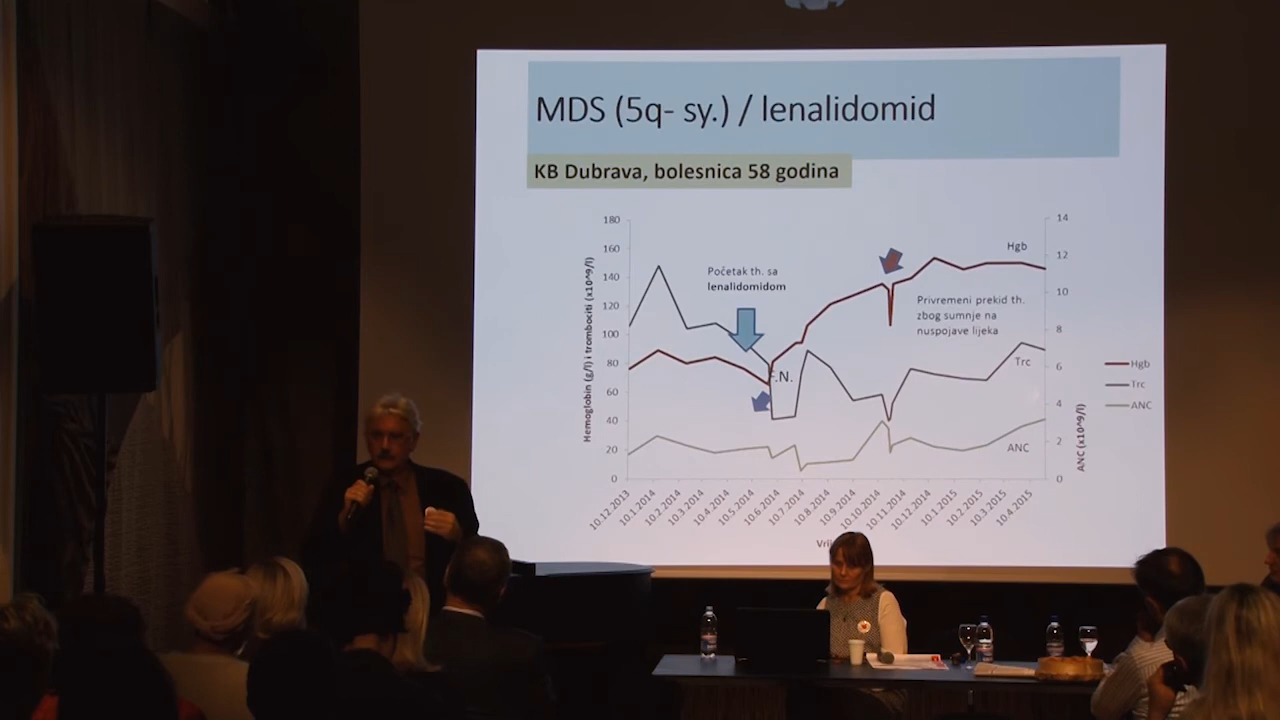 MDS (5q- sy.) / lenalidomid
KB Dubrava, bolesnica 58 godina
180
160
140
120
100
80
60
40
20
0
Hemoglobin (g/l) i trombociti (x10^9/l)
Početak th. sa
lenalidomidom
.N.
Hgb
Privremeni prekid th.
zbog sumnje na
nuspojave lijeka
Trc
ANC
14
12
10
8
6
4
2
0
ANC (x10^9/l)
Hgb
Trc
ANC
10.12.2013
10.1.2014
10.2.2014
10.3.2014
10.4.2014
10.5.2014
10.6.2014
10.7.2014
10.8.2014
10.9.2014
10.10.2014
10.11.2014
10.12.2014
10.1.2015
10.2.2015
10.3.2015
10.4.2015